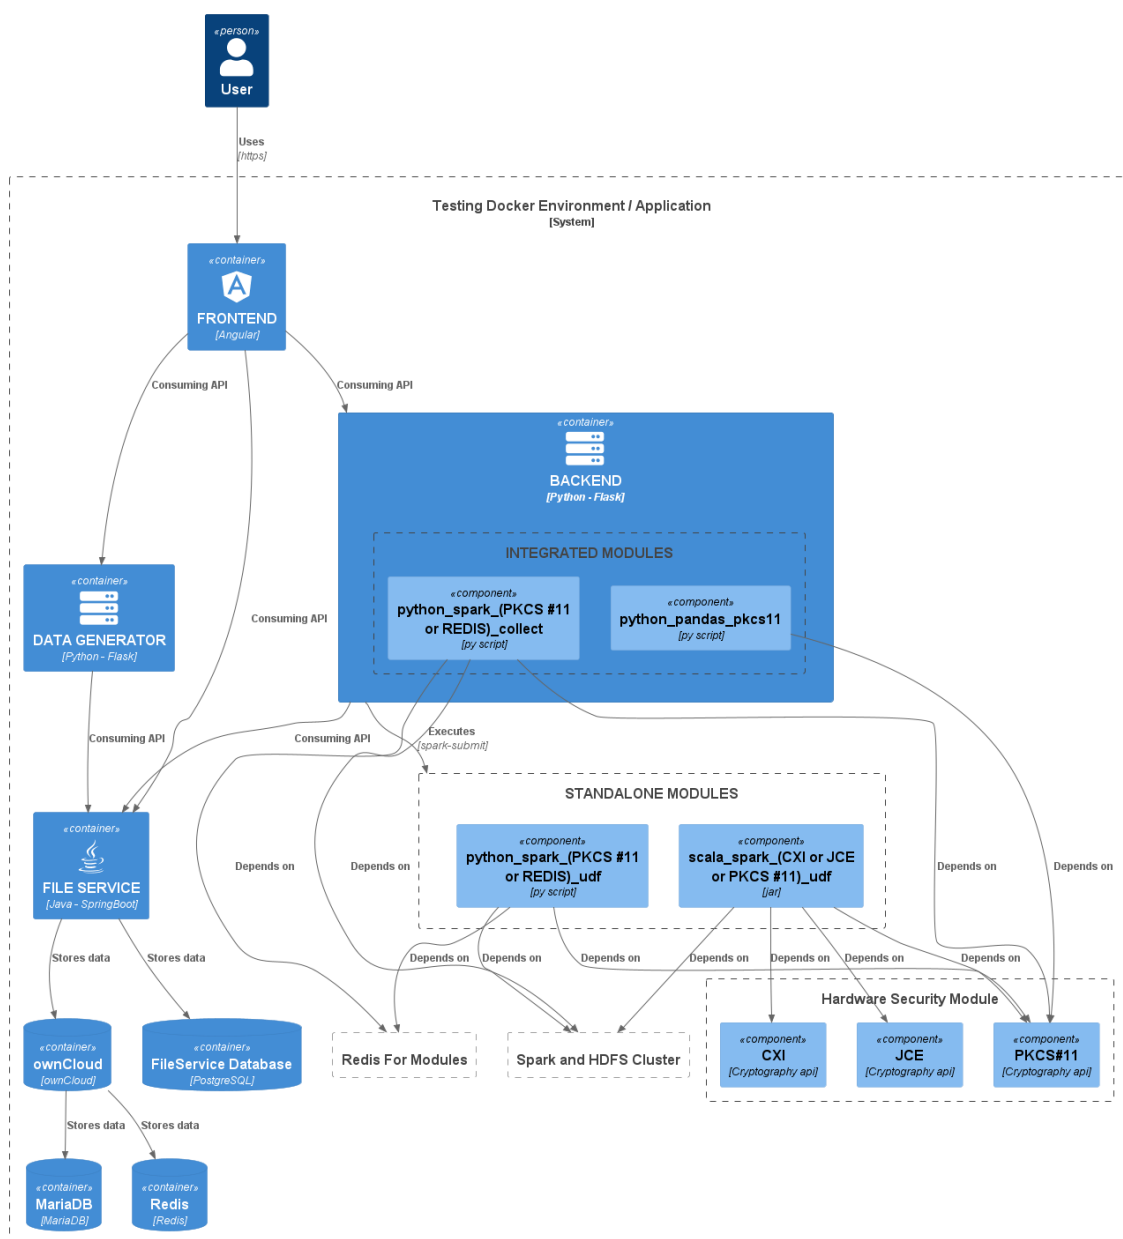 «person»
User
Uses
[https]
Testing Docker Environment / Application
[System]
«container»
FRONTEND
[Angular]
Consuming API
Consuming API
«container»
BACKEND
[Python - Flask]
INTEGRATED MODULES
«component»
python_spark_(PKCS #11
or REDIS)_collect
[py script]
«component»
python_pandas_pkcs11
[py script]
«container»
DATA GENERATOR
[Python - Flask]
Consuming API
Consuming API
Consuming API
Executes
[spark-submit]
STANDALONE MODULES
«component»
python_spark_(PKCS #11
or REDIS)_udf
[py script]
«component»
scala_spark_(CXI or JCE
or PKCS #11)_udf
[jar]
«container»
FILE SERVICE
[Java - SpringBoot]
Depends on
Depends on
Depends on
Depends on
Stores data
Stores data
Depends on
Depends on
Depends on
Depends on
Depends on
Depends on
Depends on
Hardware Security Module
«container»
ownCloud
[ownCloud]
«container»
FileService Database
[PostgreSQL]
Redis For Modules
Spark and HDFS Cluster
«component»
CXI
[Cryptography api]
«component»
JCE
[Cryptography api]
«component»
PKCS#11
[Cryptography api]
Stores data
Stores data
«container»
MariaDB
[MariaDB]
«container»
Redis
[Redis]